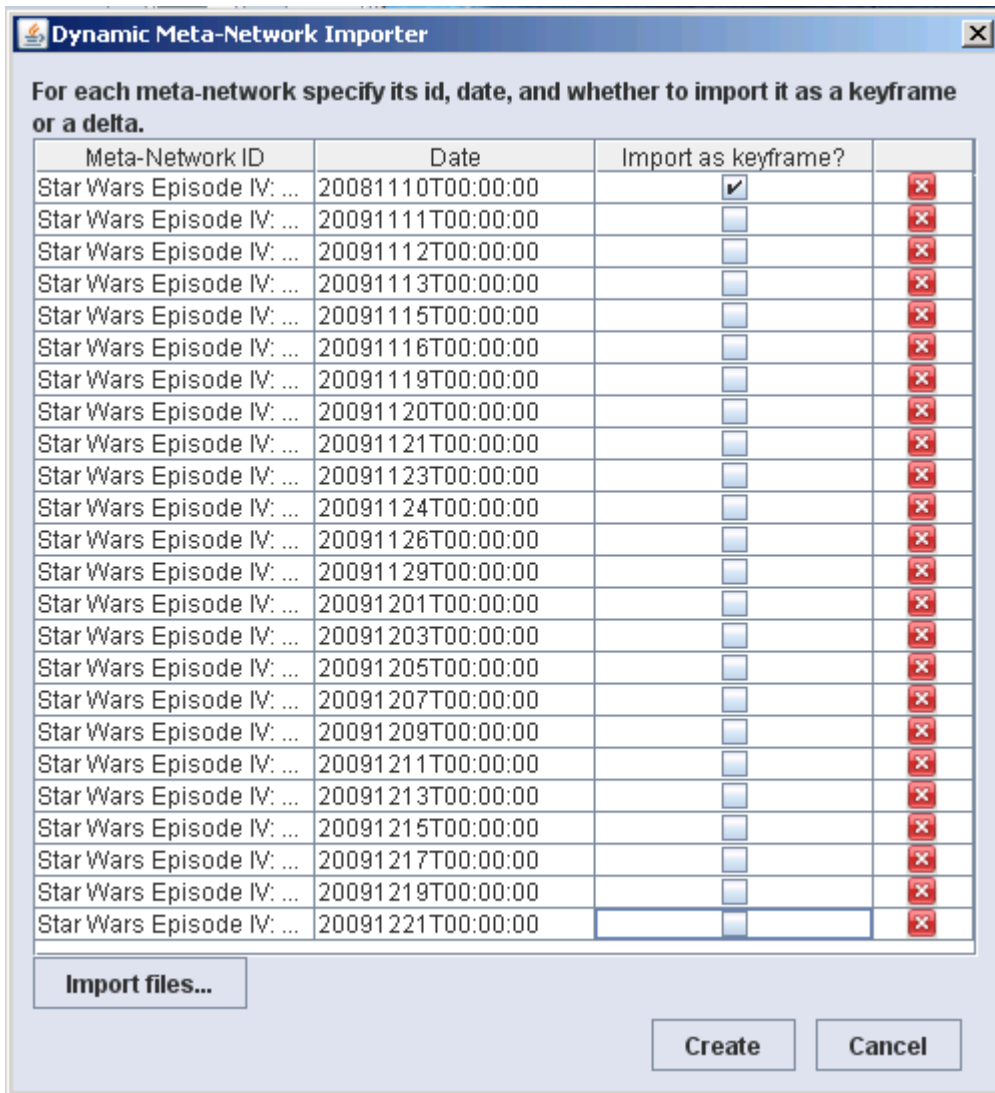 Dynamic Meta-Network Importer
For each meta-network specify its id, date, and whether to import it as a keyframe
or a delta.
Meta-Network ID Date Import as keyframe?
Star Wars Episode IV: ... 20081110T00:00:00
Star Wars Episode IV: ... 20091111T00:00:00
Star Wars Episode IV: ... 20091112T00:00:00
Star Wars Episode IV: ... 20091113T00:00:00
Star Wars Episode IV: ... 20091115T00:00:00
Star Wars Episode IV: ... 20091116T00:00:00
Star Wars Episode IV: ... 20091119T00:00:00
Star Wars Episode IV: ... 20091120T00:00:00
Star Wars Episode IV: ... 20091121T00:00:00
Star Wars Episode IV: ... 20091123T00:00:00
Star Wars Episode IV: ... 20091124T00:00:00
Star Wars Episode IV: ... 20091126T00:00:00
Star Wars Episode IV: ... 20091129T00:00:00
Star Wars Episode IV: ... 20091201T00:00:00
Star Wars Episode IV: ... 20091203T00:00:00
Star Wars Episode IV: ... 20091205T00:00:00
Star Wars Episode IV: ... 20091207T00:00:00
Star Wars Episode IV: ... 20091209T00:00:00
Star Wars Episode IV: ... 20091211T00:00:00
Star Wars Episode IV: ... 20091213T00:00:00
Star Wars Episode IV: ... 20091215T00:00:00
Star Wars Episode IV: ... 20091217T00:00:00
Star Wars Episode IV: ... 20091219T00:00:00
Star Wars Episode IV: ... 20091221T00:00:00
Import files...
Create Cancel